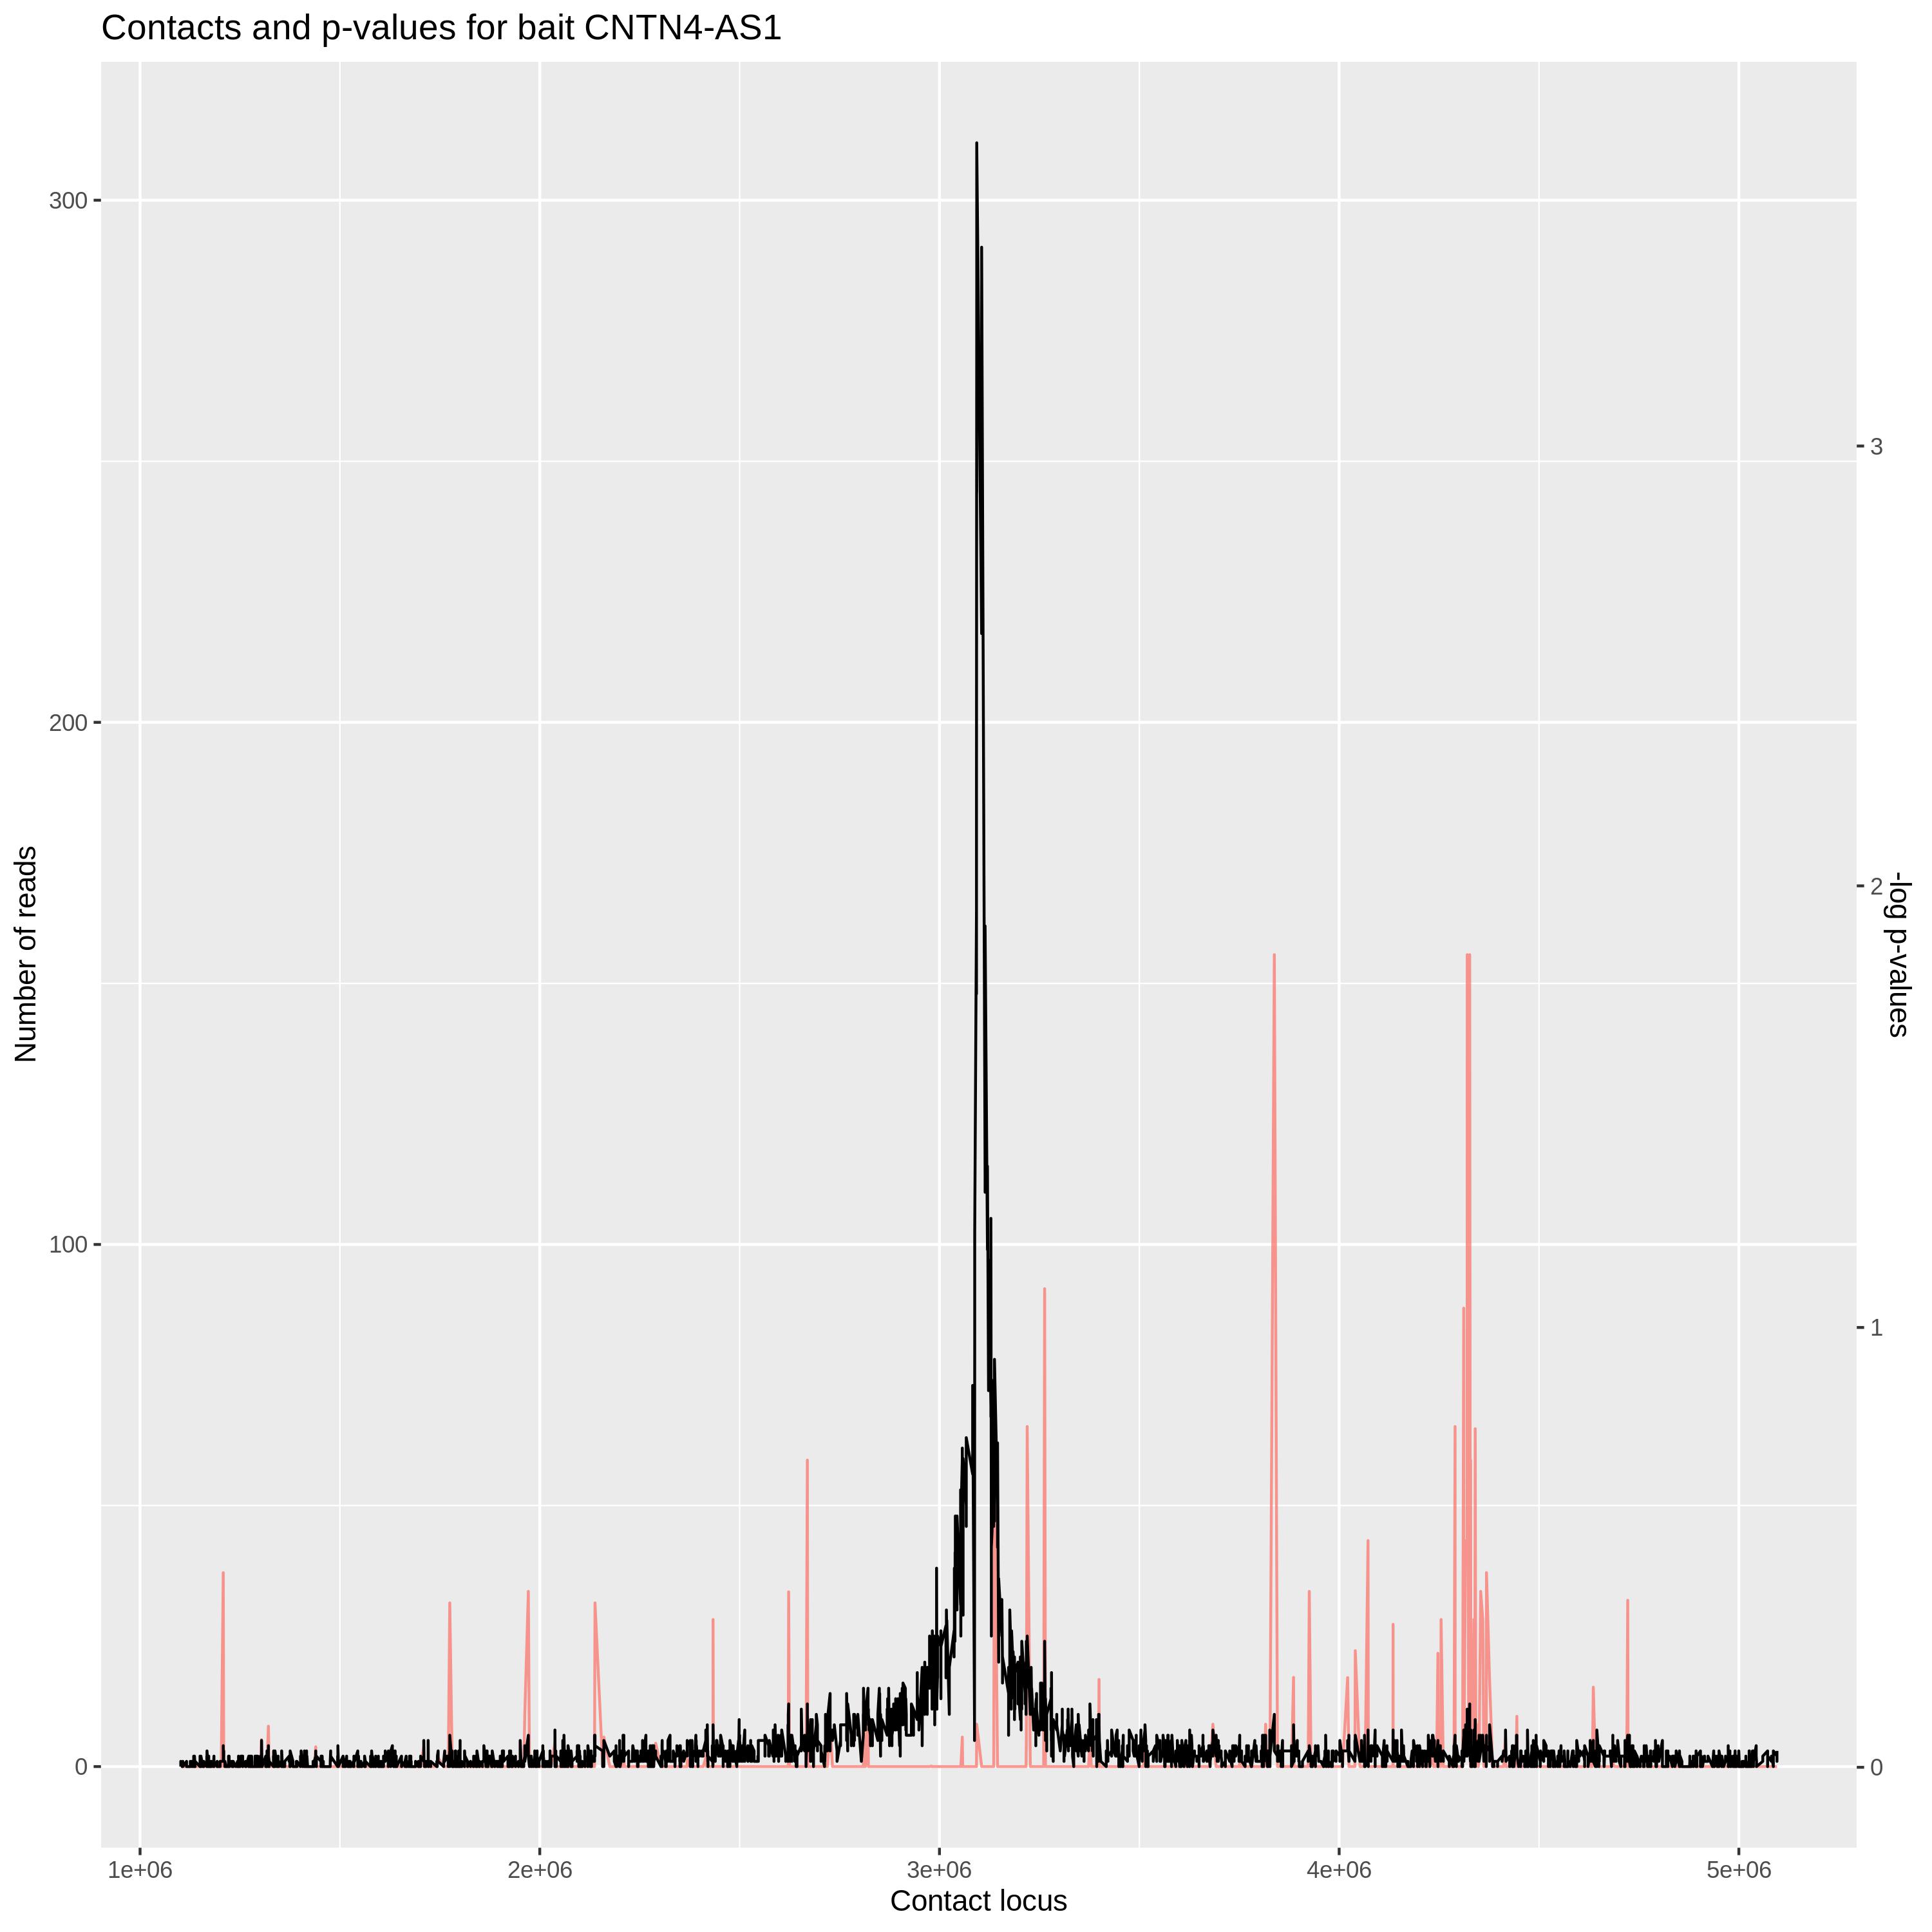 Contacts and p-values for bait CNTN4-AS1
300
200
100
0
Number of reads
3
2
1
0
-log p-values
1e+06
2e+06
3e+06
4e+06
5e+06
Contact locus